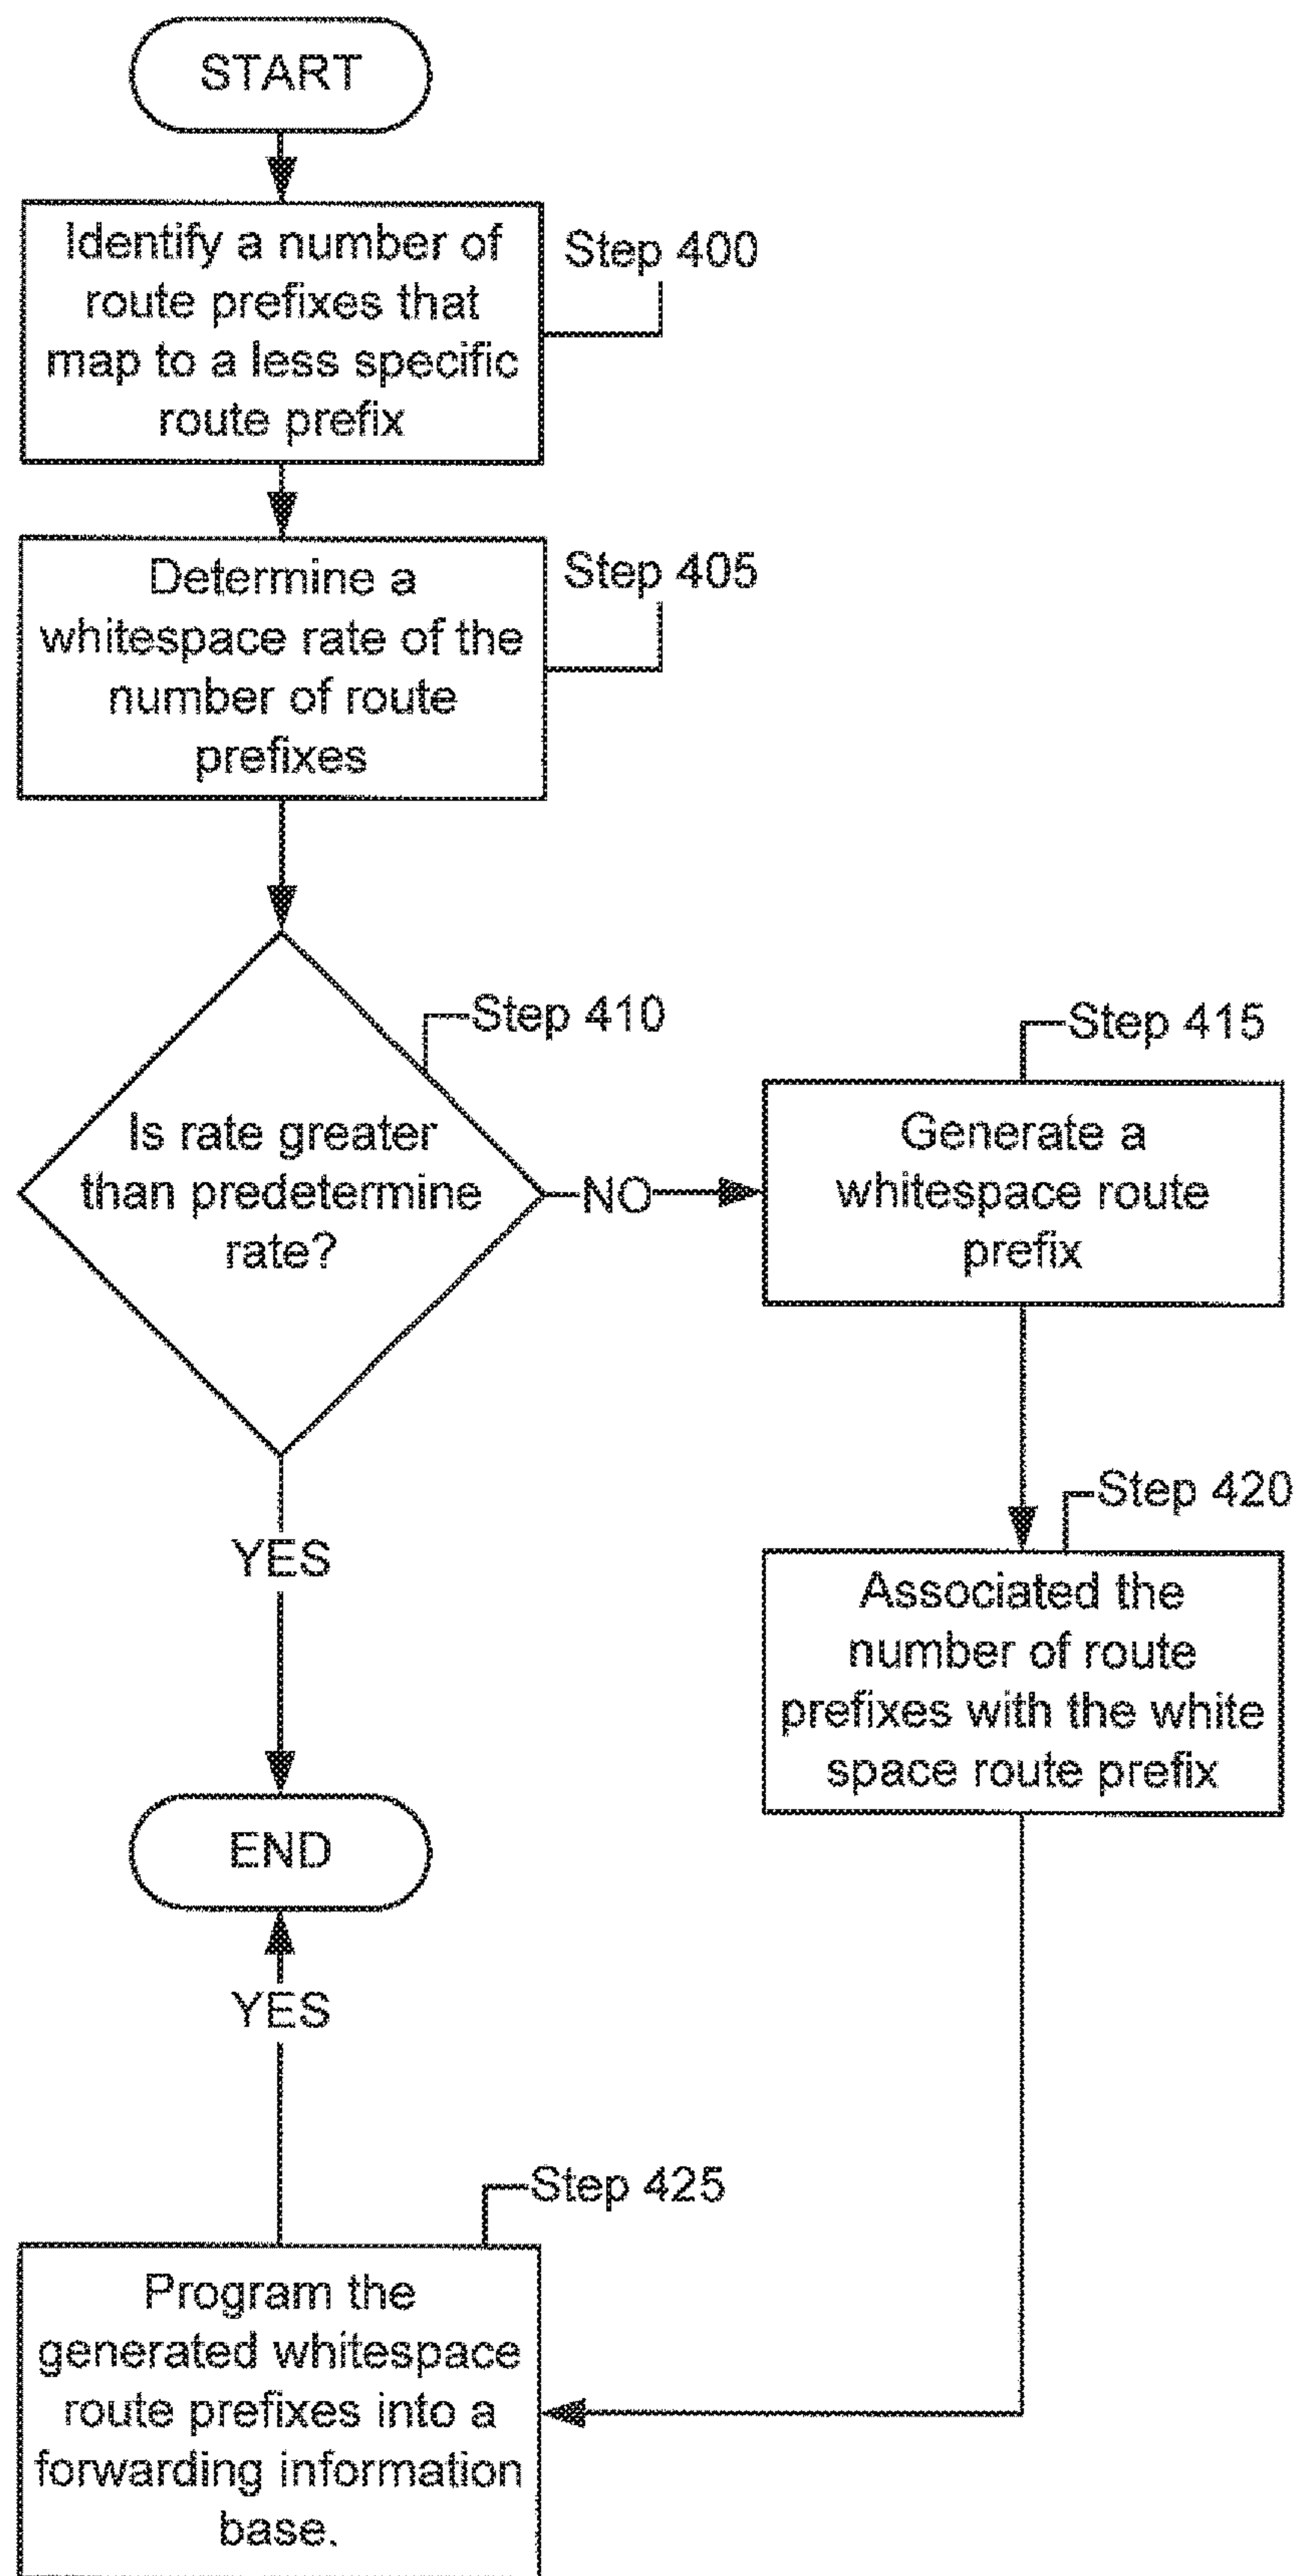 START
Identify a number of
route prefixes that
map to a less specific
route prefix
Step 400
Determine a
whitespace rate of the
number of route
prefixes
Step 405
Step 410
Is rate greater
than predetermine
rate?
NO
Step 415
Generate a
whitespace route
prefix
Step 420
Associated the
number of route
prefixes with the white
space route prefix
YES
END
YES
Step 425
Program the
generated whitespace
route prefixes into a
forwarding information
base.